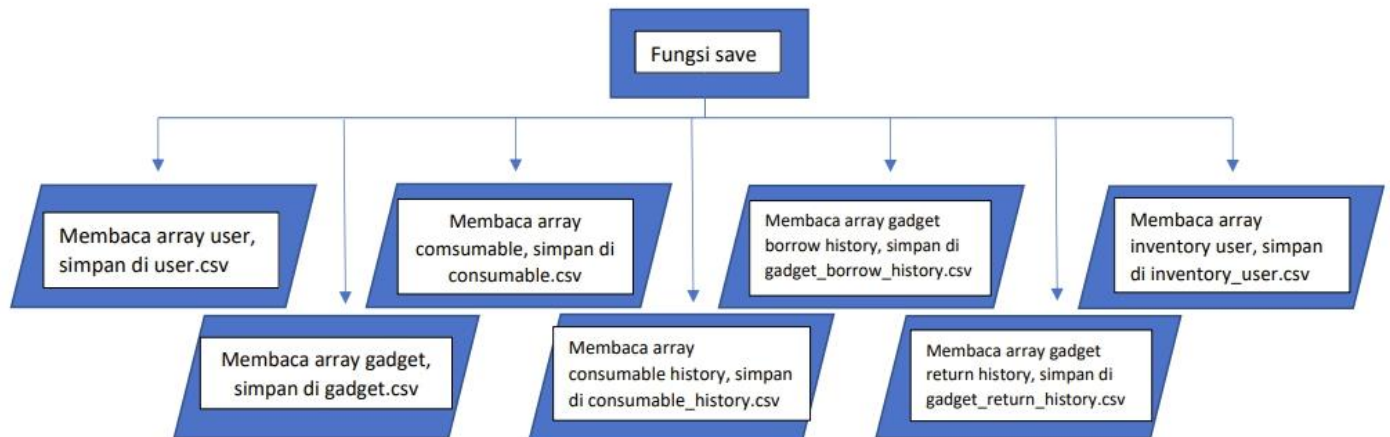 Fungsi save
Membaca array user,
simpan di user.csv
Membaca array
comsumable, simpan di
consumable.csv
Membaca array gadget
borrow history, simpan di
gadget_borrow_history.csv
Membaca array
inventory user, simpan
di inventory_user.csv
Membaca array gadget,
simpan di gadget.csv
Membaca array
consumable history, simpan
di consumable_history.csv
Membaca array gadget
return history, simpan di
gadget_return_history.csv